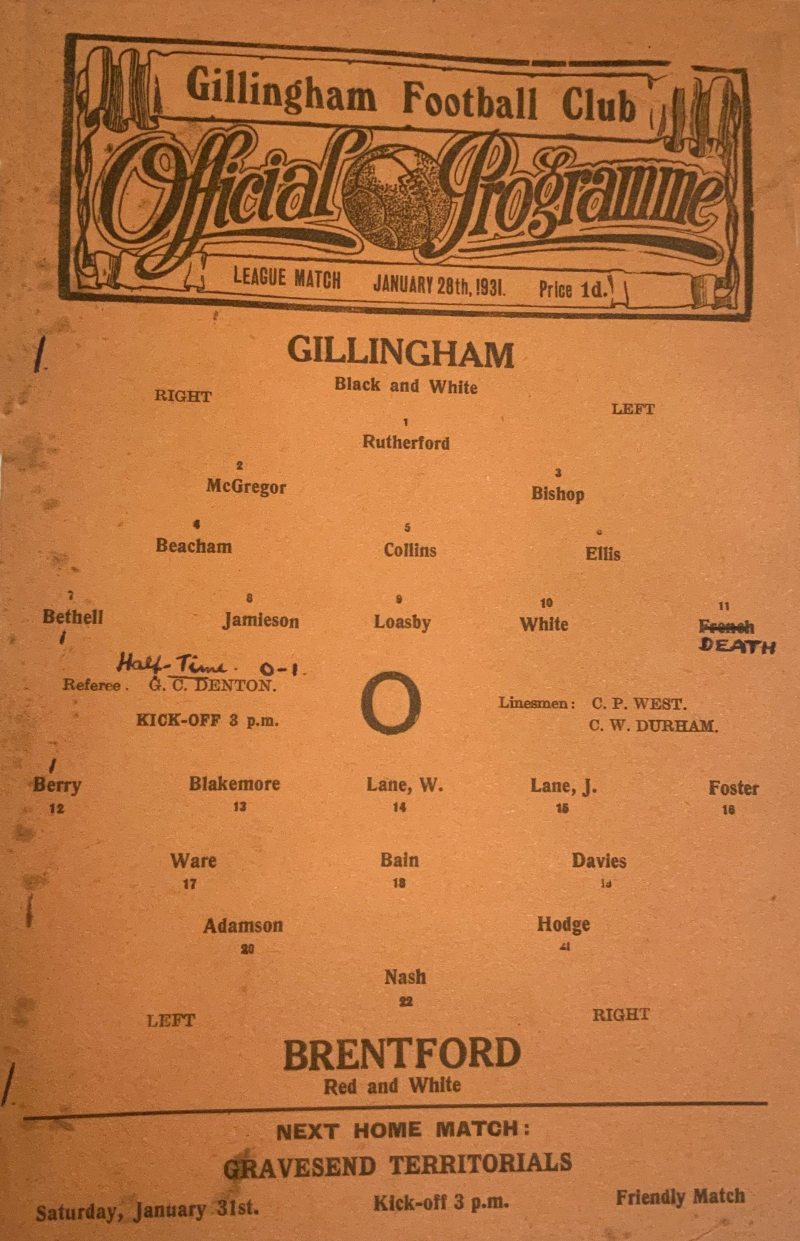 Gillingham Football Club
Official Programme
LEAGUE MATCH JANUARY 28th, 1931. Price 1d.
1.
GILLINGHAM
Black and White
RIGHT LEFT
1
Rutherford
2 3
McGregor Bishop
4 5
Beacham Collins Ellis
7 8 9 10 11
Bethell Jamieson Loasby White French
1 DEATH
Half-Time. 0-1.
Referee. G. C. DENTON. Linesmen: C. P. WEST.
KICK-OFF 3 p.m. O C. W. DURHAM.
1
Berry Blakemore Lane, W. Lane, J. Foster
12 13 14 15 16
Ware Bain Davies
17 18
Adamson Hodge
20 21
Nash
22
LEFT RIGHT
BRENTFORD
1. Red and White
NEXT HOME MATCH:
GRAVESEND TERRITORIALS
Saturday, January 31st. Kick-off 3 p.m. Friendly Match